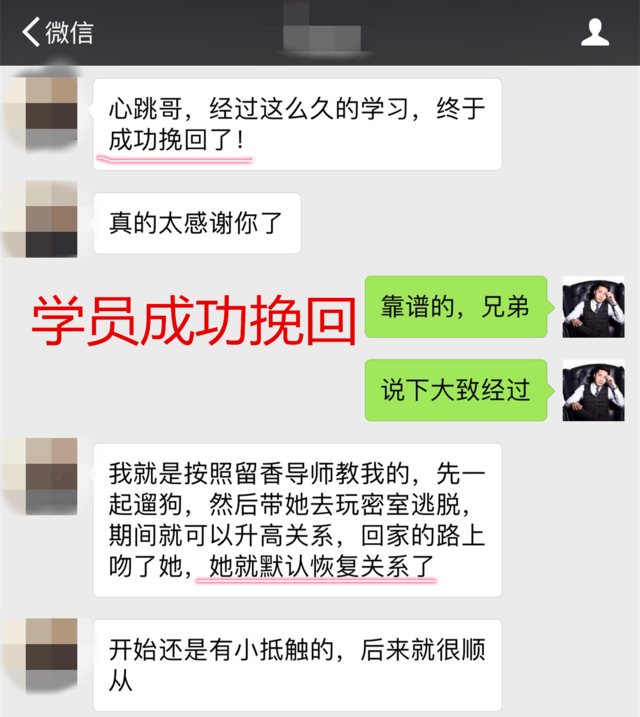 微信
心跳哥，经过这么久的学习，终于
成功挽回了！
真的太感谢你了
靠谱的，兄弟
学员成功挽回
说下大致经过
我就是按照留香导师教我的，先一
起遛狗，然后带她去玩密室逃脱，
期间就可以升高关系，回家的路上
吻了她，她就默认恢复关系了
开始还是有小抵触的，后来就很顺
从